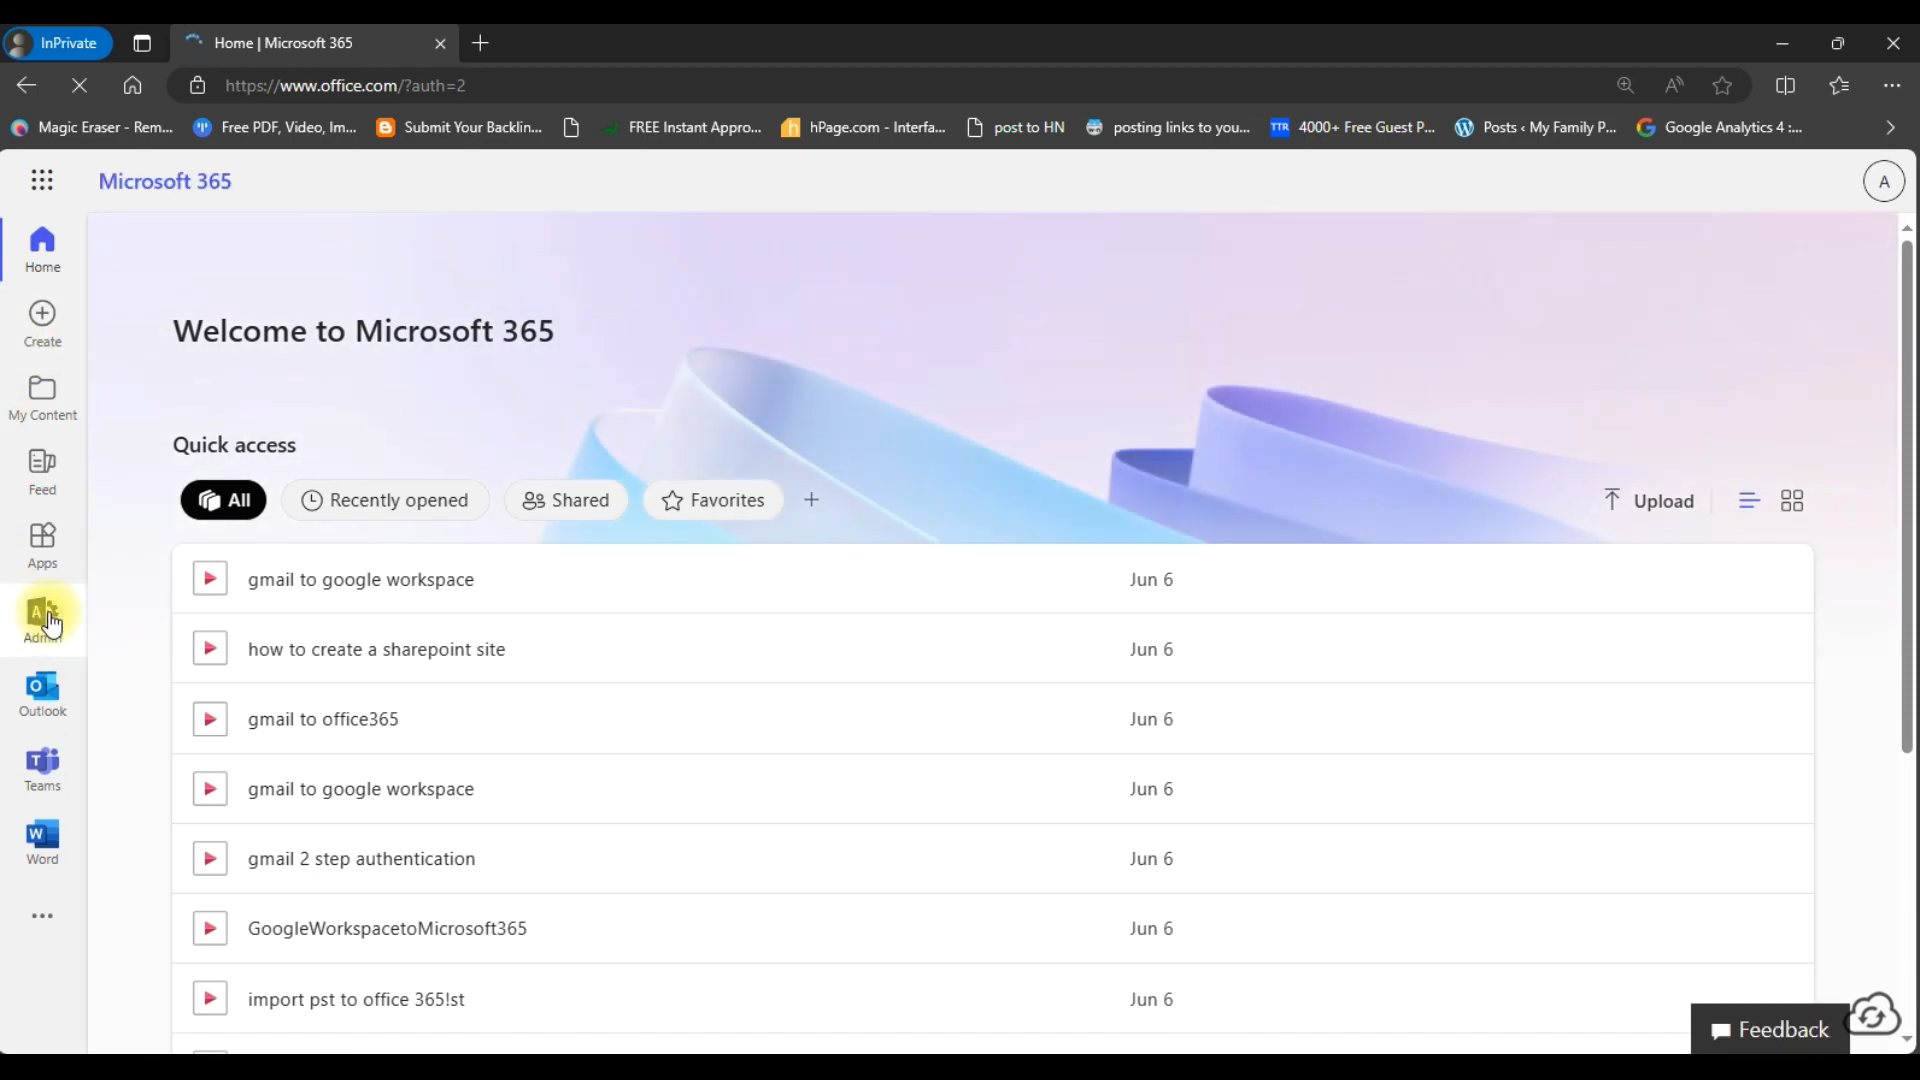 InPrivate
Home | Microsoft 365
https://www.office.com/?auth=2
Magic Eraser - Rem...
Free PDF, Video, Im...
Submit Your Backlin...
FREE Instant Appro...
hPage.com - Interfa...
post to HN
posting links to you...
TTR 4000+ Free Guest P...
Posts ‹ My Family P...
Google Analytics 4 :...
Microsoft 365
A
Home
Create
My Content
Feed
Apps
Admin
Outlook
Teams
Word
Welcome to Microsoft 365
Quick access
All
Recently opened
Shared
Favorites
Upload
gmail to google workspace Jun 6
how to create a sharepoint site Jun 6
gmail to office365 Jun 6
gmail to google workspace Jun 6
gmail 2 step authentication Jun 6
GoogleWorkspacetoMicrosoft365 Jun 6
import pst to office 365!st Jun 6
Feedback